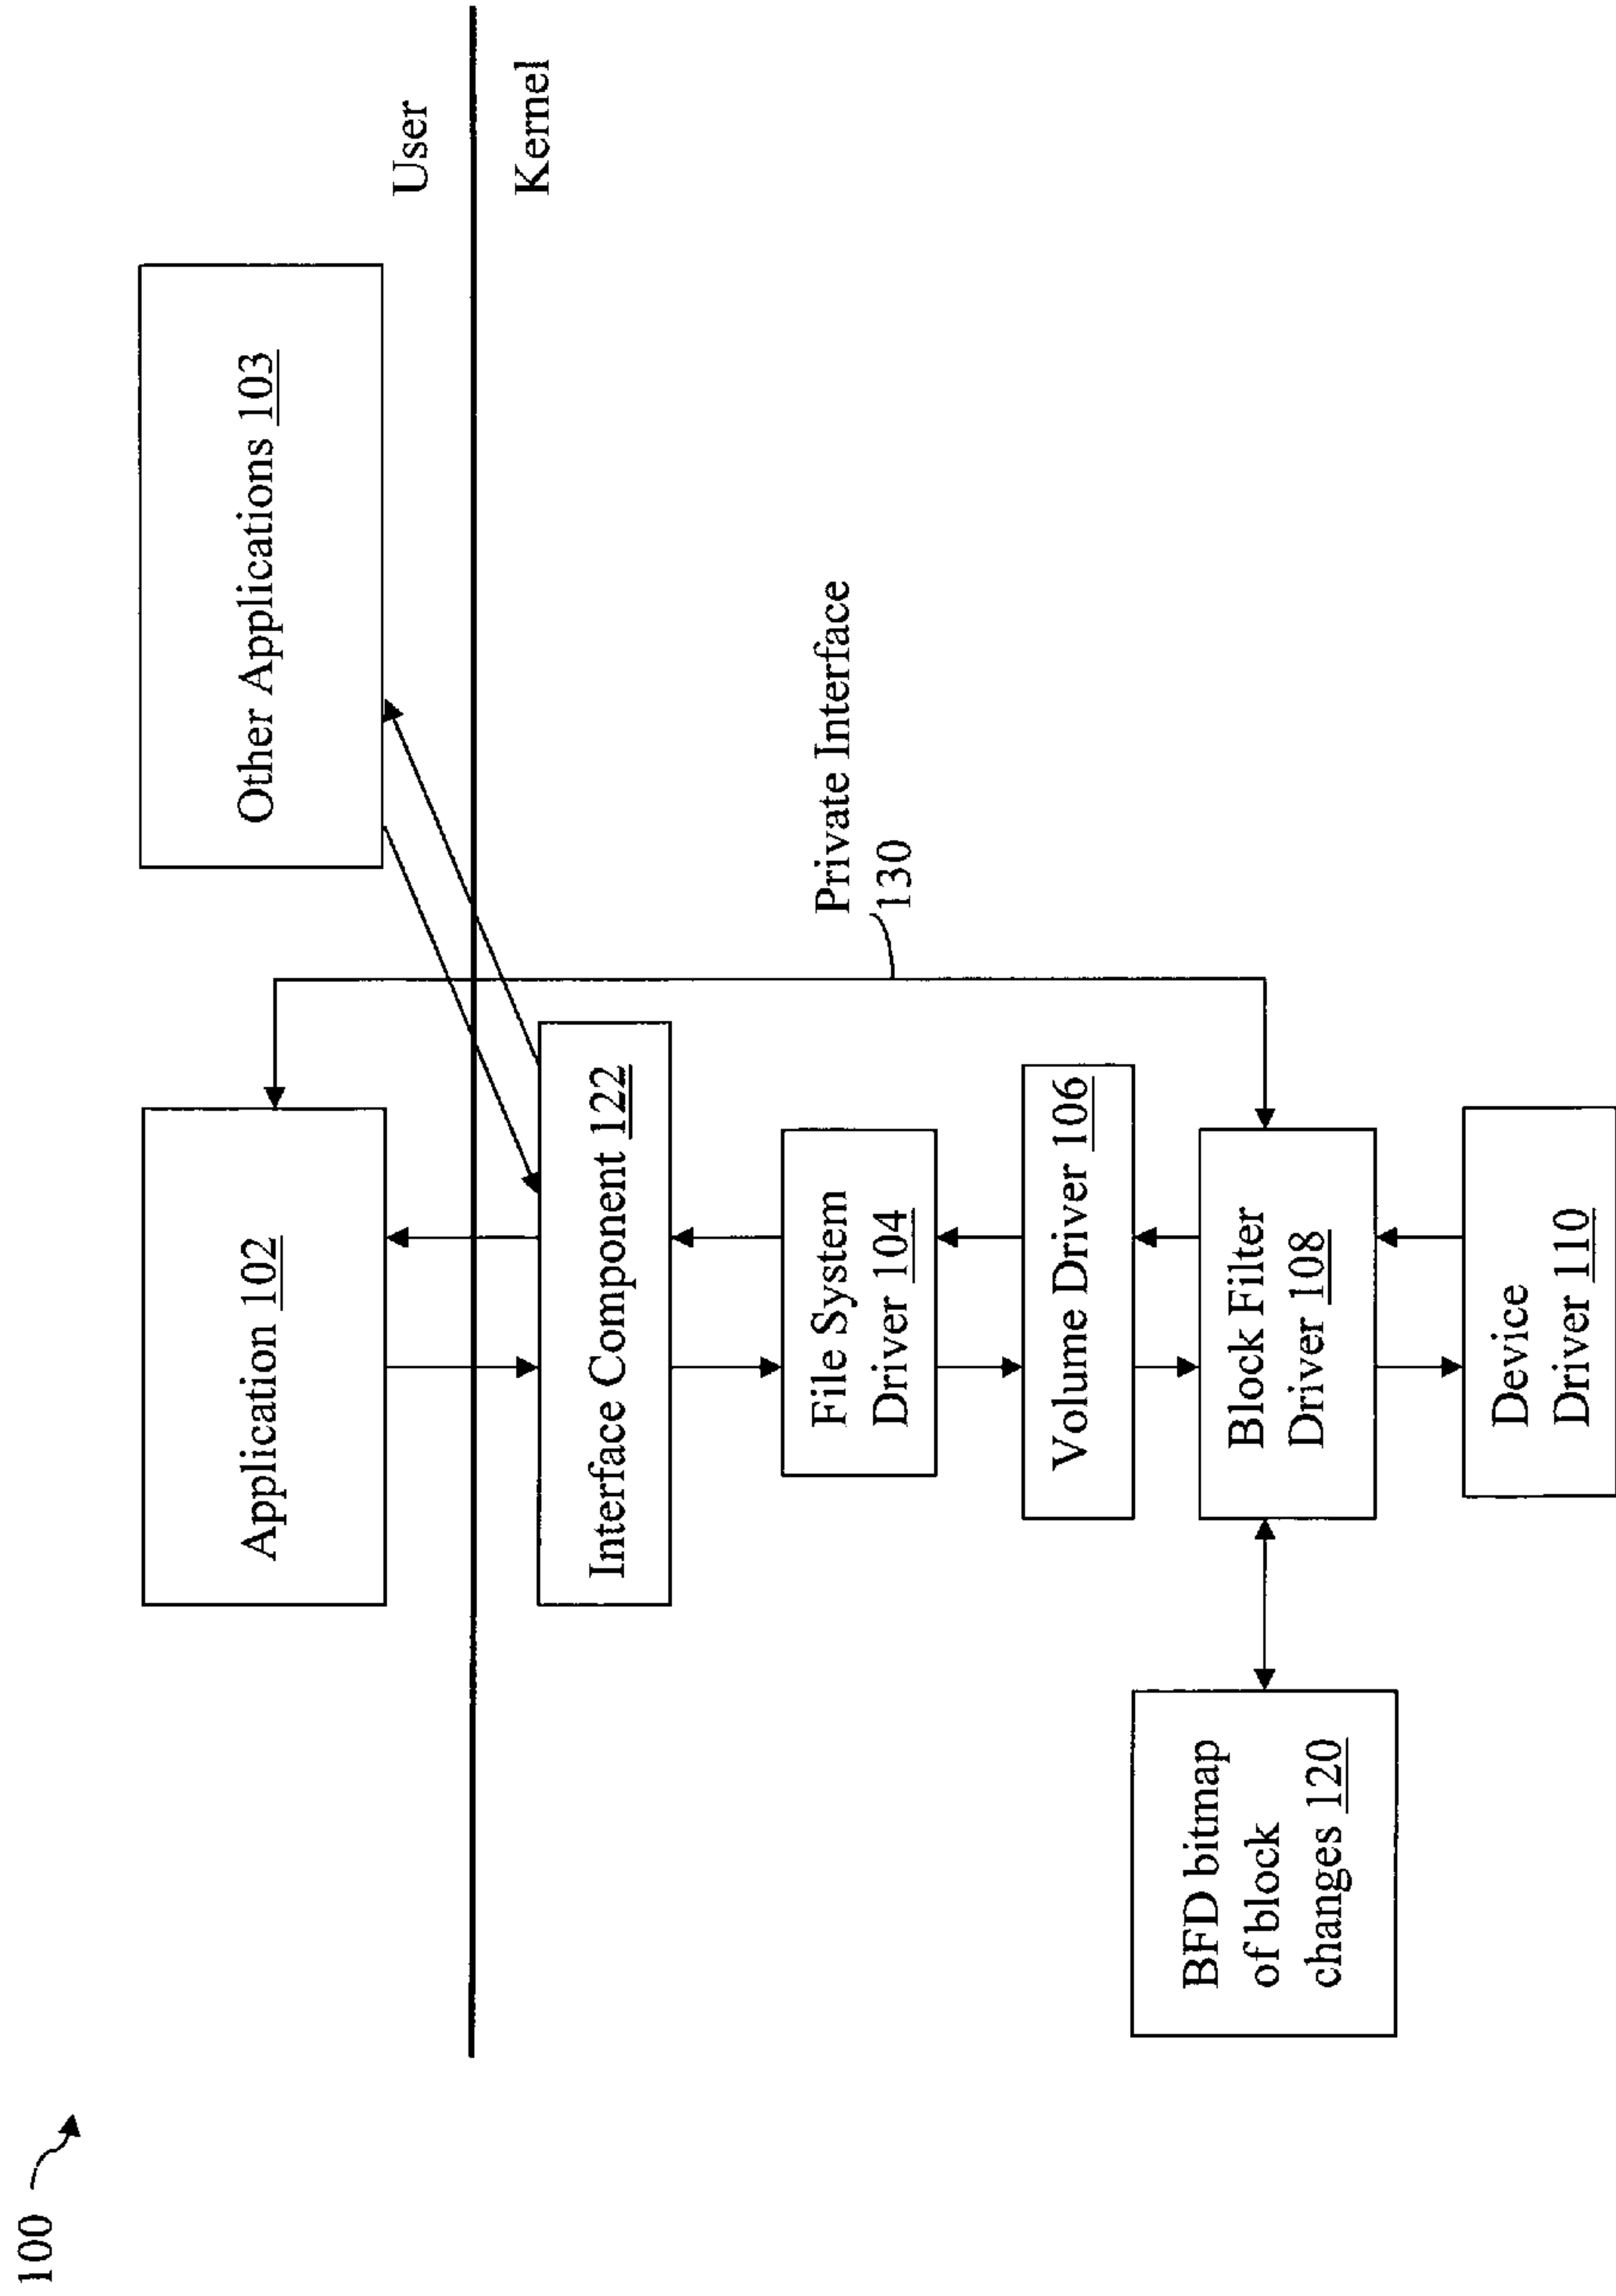 100
Application 102
Other Applications 103
User
Kernel
Interface Component 122
Private Interface
130
File System
Driver 104
Volume Driver 106
BFD bitmap
of block
changes 120
Block Filter
Driver 108
Device
Driver 110